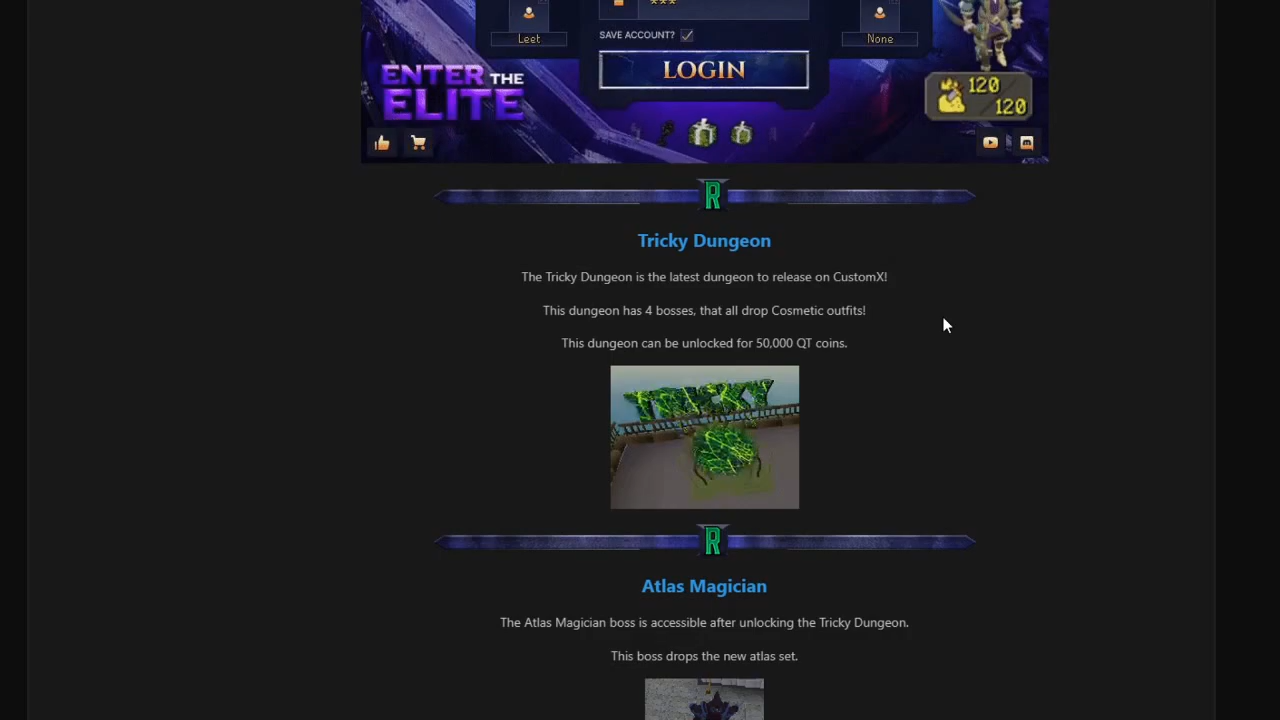 ***
Leet
None
SAVE ACCOUNT?
LOGIN
ENTER THE
ELITE
120
120
R
Tricky Dungeon
The Tricky Dungeon is the latest dungeon to release on CustomX!
This dungeon has 4 bosses, that all drop Cosmetic outfits!
This dungeon can be unlocked for 50,000 QT coins.
TRICKY
R
Atlas Magician
The Atlas Magician boss is accessible after unlocking the Tricky Dungeon.
This boss drops the new atlas set.